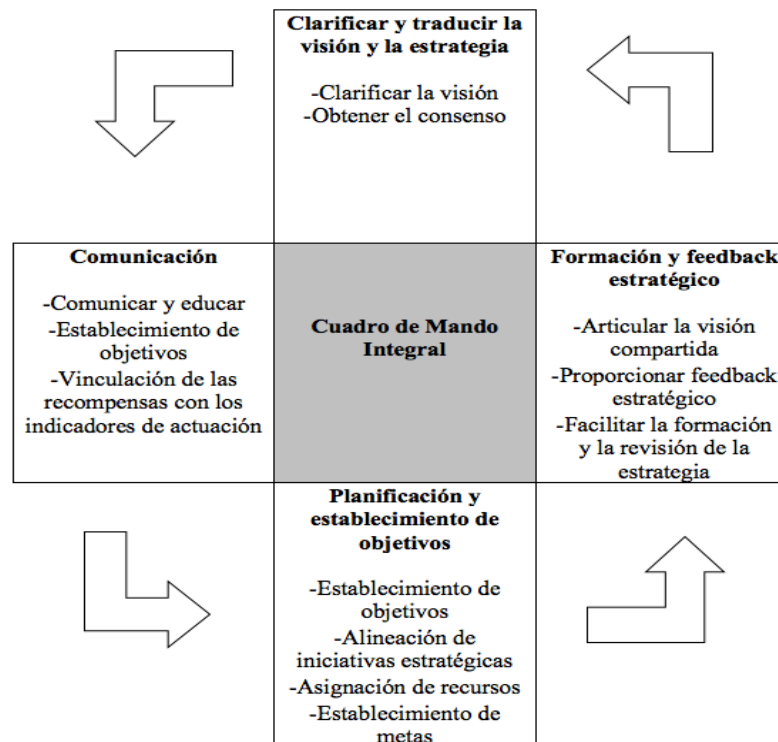 Clarificar y traducir la
visión y la estrategia
-Clarificar la visión
-Obtener el consenso
Comunicación
-Comunicar y educar
-Establecimiento de
objetivos
-Vinculación de las
recompensas con los
indicadores de actuación
Cuadro de Mando
Integral
Formación y feedback
estratégico
-Articular la visión
compartida
-Proporcionar feedback
estratégico
-Facilitar la formación
y la revisión de la
estrategia
Planificación y
establecimiento de
objetivos
-Establecimiento de
objetivos
-Alineación de
iniciativas estratégicas
-Asignación de recursos
-Establecimiento de
metas